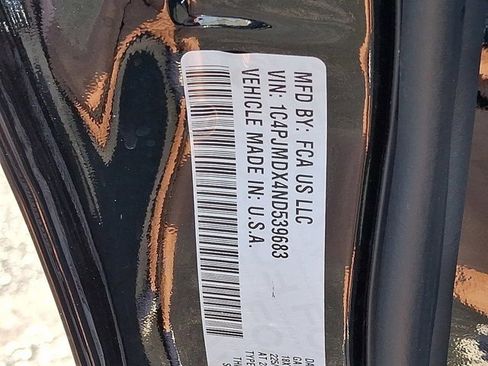 MFD BY: FCA US LLC
VIN: 1C4PJMDX4ND539683
VEHICLE MADE IN: U.S.A.